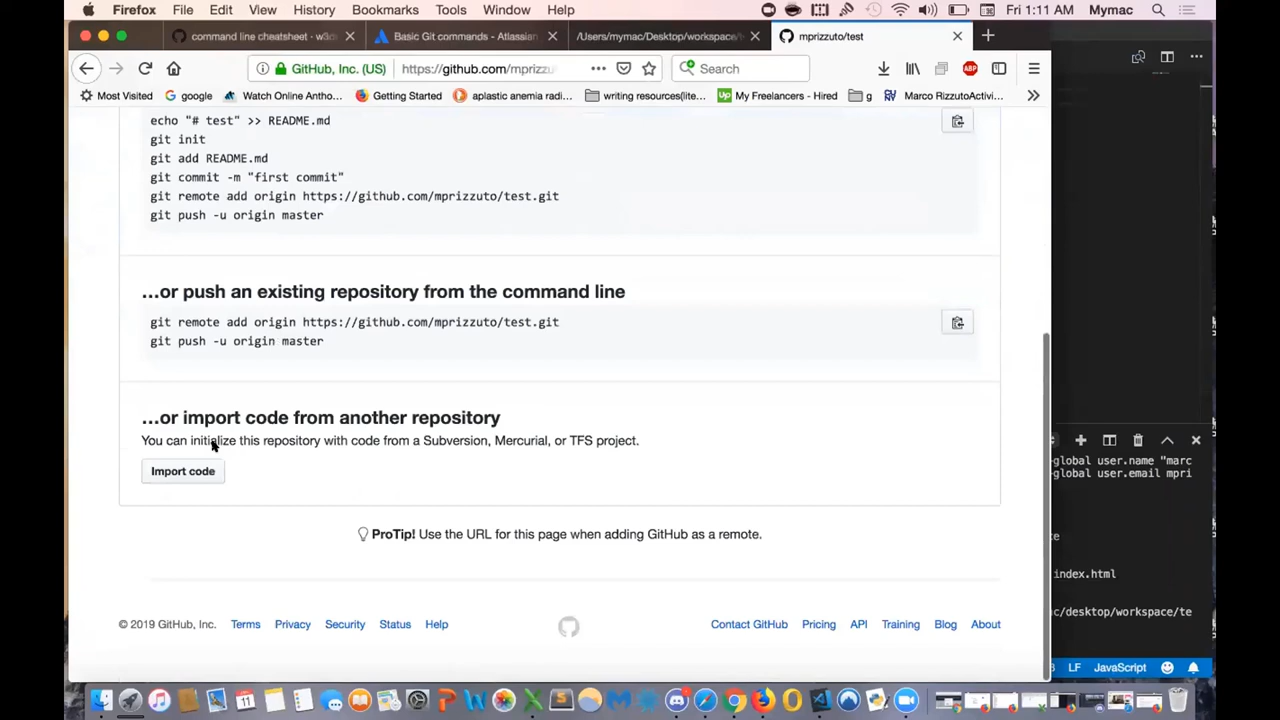 Firefox File Edit View History Bookmarks Tools Window Help Fri 1:11 AM Mymac
command line cheatsheet - w3d
Basic Git commands - Atlassian
/Users/mymac/Desktop/workspace/t
mprizzuto/test
GitHub, Inc. (US) https://github.com/mprizzu Search ABP
Most Visited google Watch Online Antho... Getting Started aplastic anemia radi... writing resources(lite... My Freelancers - Hired g Marco RizzutoActivi...
echo "# test" >> README.md
git init
git add README.md
git commit -m "first commit"
git remote add origin https://github.com/mprizzuto/test.git
git push -u origin master
...or push an existing repository from the command line
git remote add origin https://github.com/mprizzuto/test.git
git push -u origin master
...or import code from another repository
You can initialize this repository with code from a Subversion, Mercurial, or TFS project.
Import code
ProTip! Use the URL for this page when adding GitHub as a remote.
© 2019 GitHub, Inc. Terms Privacy Security Status Help Contact GitHub Pricing API Training Blog About
-global user.name "marc
-global user.email mpri
te
index.html
c/desktop/workspace/te
LF JavaScript